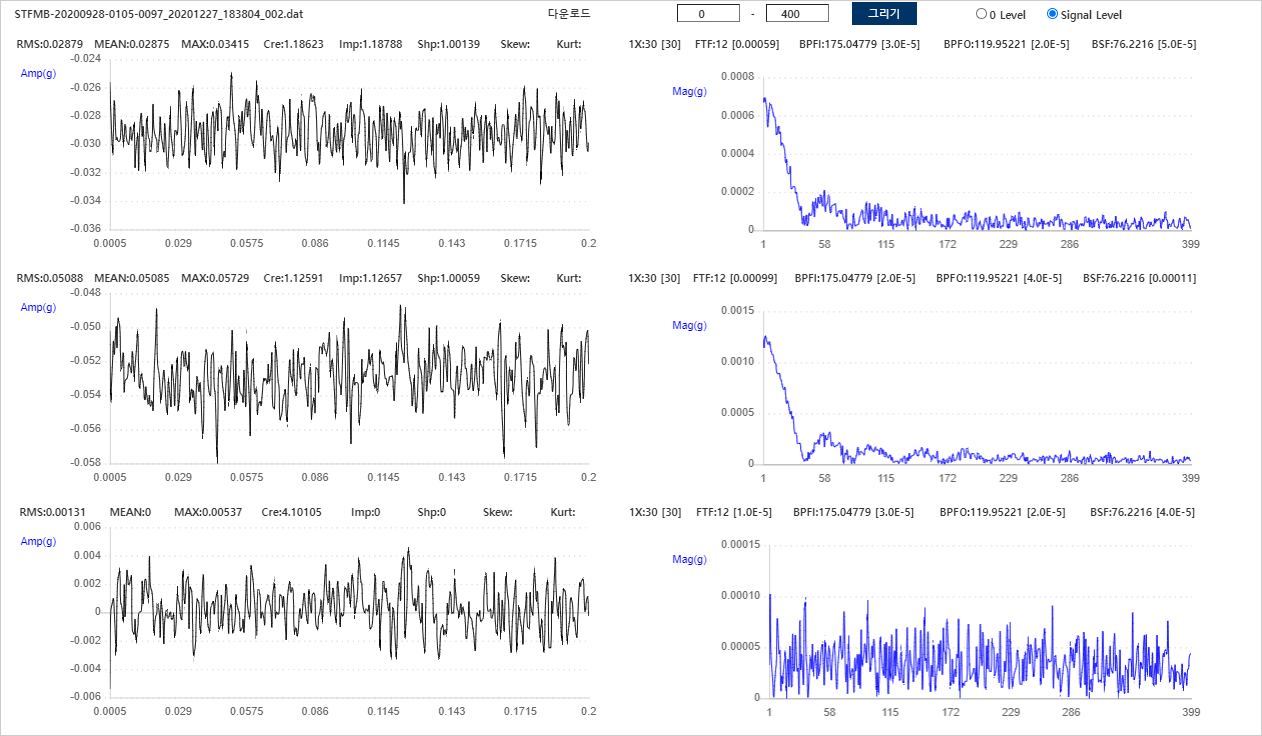 STFMB-20200928-0105-0097_20201227_183804_002.dat 다운로드 0 - 400 그리기 0 Level Signal Level
RMS:0.02879 MEAN:0.02875 MAX:0.03415 Cre:1.18623 Imp:1.18788 Shp:1.00139 Skew: Kurt:
Amp(g)
-0.024
-0.026
-0.028
-0.030
-0.032
-0.034
-0.036
0.0005 0.029 0.0575 0.086 0.1145 0.143 0.1715 0.2
1X:30 [30] FTF:12 [0.00059] BPFI:175.04779 [3.0E-5] BPFO:119.95221 [2.0E-5] BSF:76.2216 [5.0E-5]
Mag(g)
0.0008
0.0006
0.0004
0.0002
0
1 58 115 172 229 286 399
RMS:0.05088 MEAN:0.05085 MAX:0.05729 Cre:1.12591 Imp:1.12657 Shp:1.00059 Skew: Kurt:
Amp(g)
-0.048
-0.050
-0.052
-0.054
-0.056
-0.058
0.0005 0.029 0.0575 0.086 0.1145 0.143 0.1715 0.2
1X:30 [30] FTF:12 [0.00099] BPFI:175.04779 [2.0E-5] BPFO:119.95221 [4.0E-5] BSF:76.2216 [0.00011]
Mag(g)
0.0015
0.0010
0.0005
0
1 58 115 172 229 286 399
RMS:0.00131 MEAN:0 MAX:0.00537 Cre:4.10105 Imp:0 Shp:0 Skew: Kurt:
Amp(g)
0.006
0.004
0.002
0
-0.002
-0.004
-0.006
0.0005 0.029 0.0575 0.086 0.1145 0.143 0.1715 0.2
1X:30 [30] FTF:12 [1.0E-5] BPFI:175.04779 [3.0E-5] BPFO:119.95221 [2.0E-5] BSF:76.2216 [4.0E-5]
Mag(g)
0.00015
0.00010
0.00005
0
1 58 115 172 229 286 399